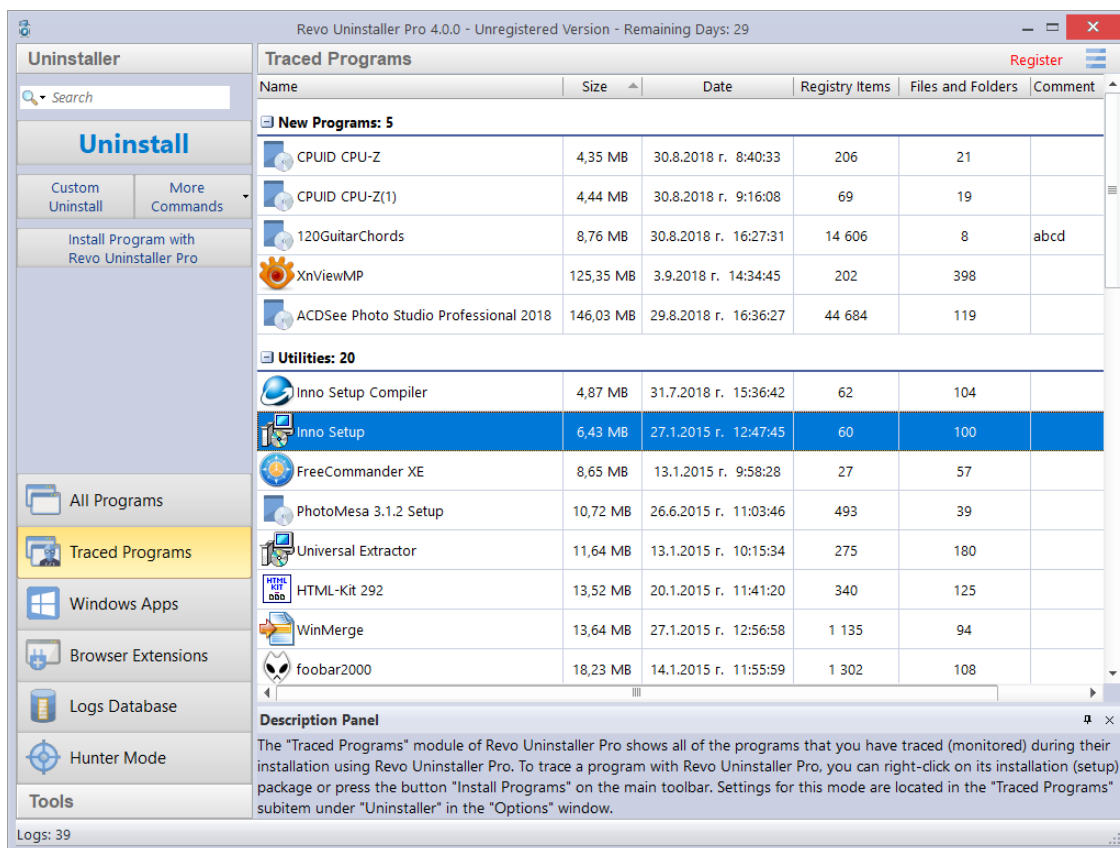 Revo Uninstaller Pro 4.0.0 - Unregistered Version - Remaining Days: 29
Uninstaller
Search
Uninstall
Custom Uninstall
More Commands
Install Program with
Revo Uninstaller Pro
All Programs
Traced Programs
Windows Apps
Browser Extensions
Logs Database
Hunter Mode
Tools
Traced Programs
Register
Name Size Date Registry Items Files and Folders Comment
New Programs: 5
CPUID CPU-Z 4,35 MB 30.8.2018 г. 8:40:33 206 21
CPUID CPU-Z(1) 4,44 MB 30.8.2018 г. 9:16:08 69 19
120GuitarChords 8,76 MB 30.8.2018 г. 16:27:31 14 606 8 abcd
XnViewMP 125,35 MB 3.9.2018 г. 14:34:45 202 398
ACDSee Photo Studio Professional 2018 146,03 MB 29.8.2018 г. 16:36:27 44 684 119
Utilities: 20
Inno Setup Compiler 4,87 MB 31.7.2018 г. 15:36:42 62 104
Inno Setup 6,43 MB 27.1.2015 г. 12:47:45 60 100
FreeCommander XE 8,65 MB 13.1.2015 г. 9:58:28 27 57
PhotoMesa 3.1.2 Setup 10,72 MB 26.6.2015 г. 11:03:46 493 39
Universal Extractor 11,64 MB 13.1.2015 г. 10:15:34 275 180
HTML KIT HTML-Kit 292 13,52 MB 20.1.2015 г. 11:41:20 340 125
WinMerge 13,64 MB 27.1.2015 г. 12:56:58 1 135 94
foobar2000 18,23 MB 14.1.2015 г. 11:55:59 1 302 108
Description Panel
The "Traced Programs" module of Revo Uninstaller Pro shows all of the programs that you have traced (monitored) during their
installation using Revo Uninstaller Pro. To trace a program with Revo Uninstaller Pro, you can right-click on its installation (setup)
package or press the button "Install Programs" on the main toolbar. Settings for this mode are located in the "Traced Programs"
subitem under "Uninstaller" in the "Options" window.
Logs: 39